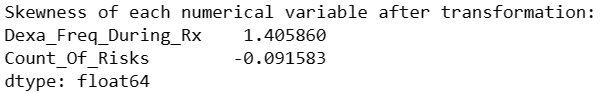 Skewness of each numerical variable after transformation:
Dexa_Freq_During_Rx    1.405860
Count_Of_Risks        -0.091583
dtype: float64